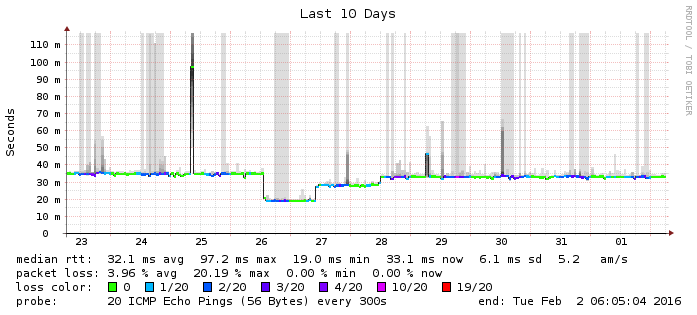 Last 10 Days
RRDTOOL / TOBI OETIKER
Seconds
110 m
100 m
90 m
80 m
70 m
60 m
50 m
40 m
30 m
20 m
10 m
0
23 24 25 26 27 28 29 30 31 01
median rtt: 32.1 ms avg 97.2 ms max 19.0 ms min 33.1 ms now 6.1 ms sd 5.2 am/s
packet loss: 3.96 % avg 20.19 % max 0.00 % min 0.00 % now
loss color: 0 1/20 2/20 3/20 4/20 10/20 19/20
probe: 20 ICMP Echo Pings (56 Bytes) every 300s end: Tue Feb 2 06:05:04 2016